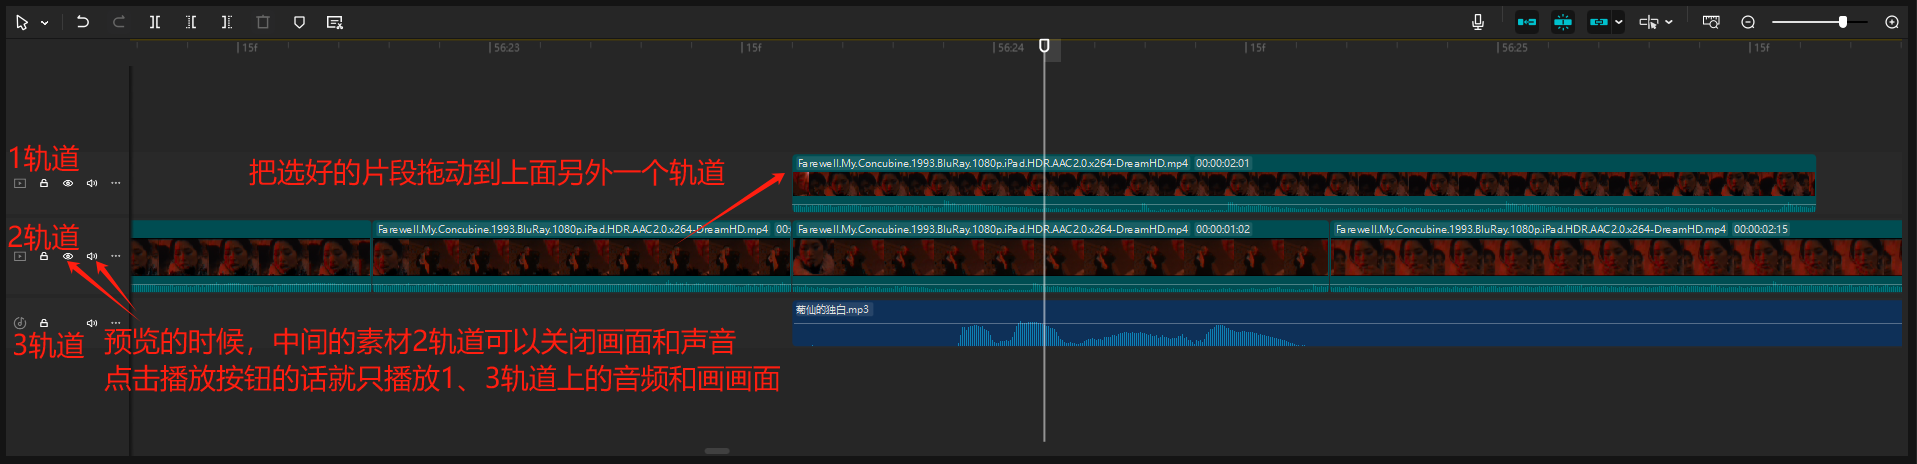 15f
56:23
15f
56:24
15f
56:25
15f
1轨道
把选好的片段拖动到上面另外一个轨道
Farewell.My.Concubine.1993.BluRay.1080p.iPad.HDR.AAC2.0.x264-DreamHD.mp4 00:00:02:01
2轨道
Farewell.My.Concubine.1993.BluRay.1080p.iPad.HDR.AAC2.0.x264-DreamHD.mp4 00:
Farewell.My.Concubine.1993.BluRay.1080p.iPad.HDR.AAC2.0.x264-DreamHD.mp4 00:00:01:02
Farewell.My.Concubine.1993.BluRay.1080p.iPad.HDR.AAC2.0.x264-DreamHD.mp4 00:00:02:15
菊仙的独白.mp3
3轨道
预览的时候，中间的素材2轨道可以关闭画面和声音
点击播放按钮的话就只播放1、3轨道上的音频和画画面